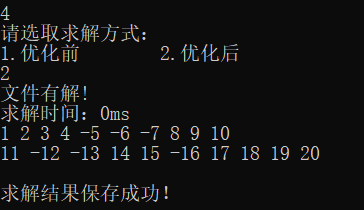 4
请选取求解方式：
1.优化前 2.优化后
2
文件有解!
求解时间：0ms
1 2 3 4 -5 -6 -7 8 9 10
11 -12 -13 14 15 -16 17 18 19 20
求解结果保存成功！